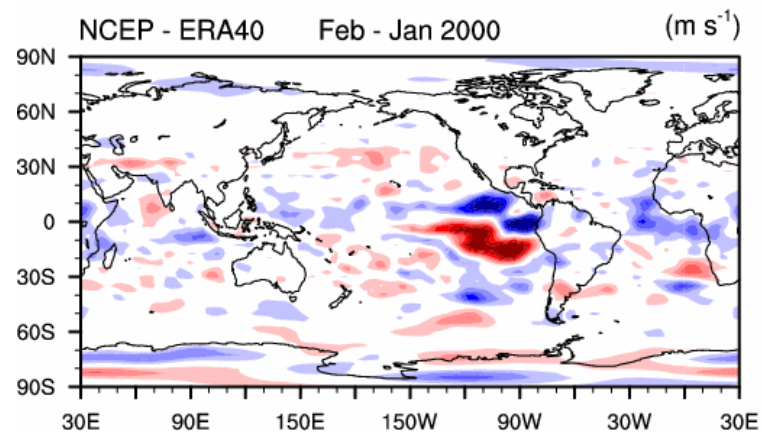 NCEP - ERA40 Feb - Jan 2000 (m s-1)
90N
60N
30N
0
30S
60S
90S
30E 90E 150E 150W 90W 30W 30E